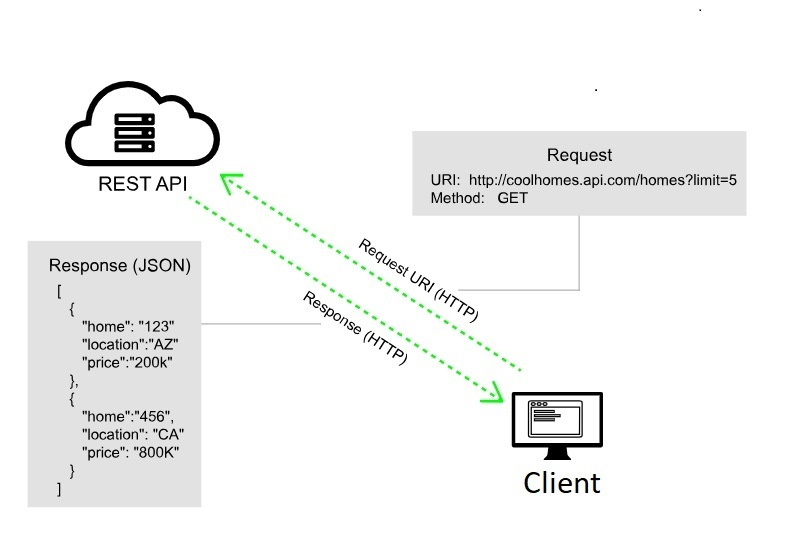 REST API
Request
URI:  http://coolhomes.api.com/homes?limit=5
Method:   GET
Request URI (HTTP)
Response (HTTP)
Response (JSON)
[
{
"home": "123"
"location":"AZ"
"price":"200k"
},
{
"home":"456",
"location": "CA"
"price": "800K"
}
]
Client